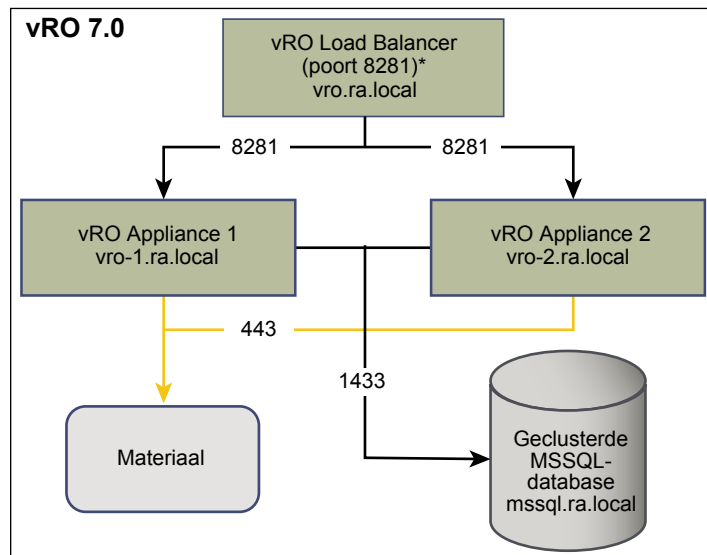 vRO 7.0
vRO Load Balancer
(poort 8281)*
vro.ra.local
8281
8281
vRO Appliance 1
vro-1.ra.local
vRO Appliance 2
vro-2.ra.local
443
1433
Materiaal
Geclusterde
MSSQL-
database
mssql.ra.local